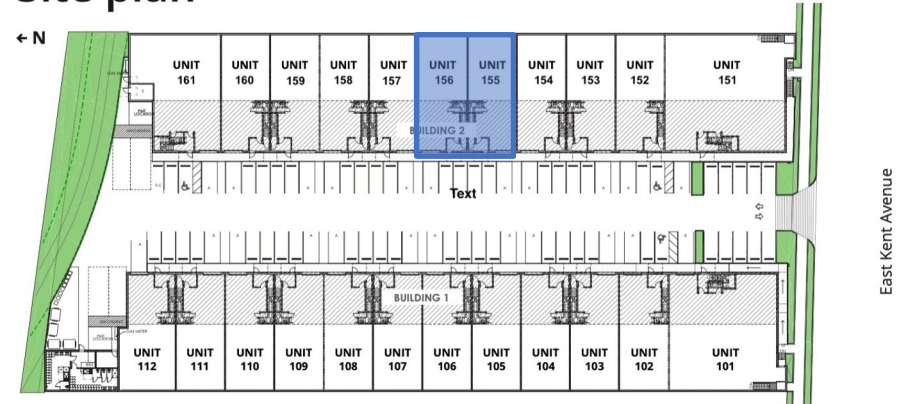 Site plan
← N
UNIT 161
UNIT 160
UNIT 159
UNIT 158
UNIT 157
UNIT 156
UNIT 155
UNIT 154
UNIT 153
UNIT 152
UNIT 151
BUILDING 2
Text
East Kent Avenue
BUILDING 1
UNIT 112
UNIT 111
UNIT 110
UNIT 109
UNIT 108
UNIT 107
UNIT 106
UNIT 105
UNIT 104
UNIT 103
UNIT 102
UNIT 101